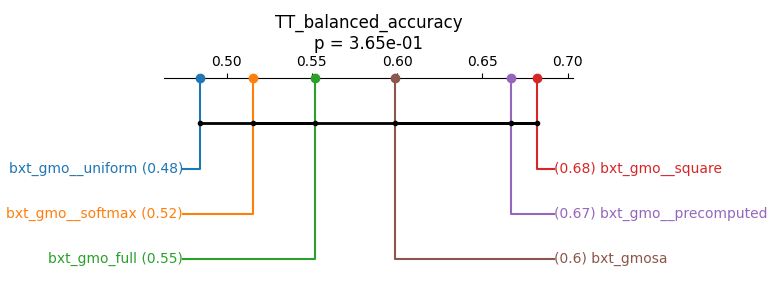 TT_balanced_accuracy
p = 3.65e-01
0.50 0.55 0.60 0.65 0.70
bxt_gmo__uniform (0.48) (0.68) bxt_gmo__square
bxt_gmo__softmax (0.52) (0.67) bxt_gmo__precomputed
bxt_gmo_full (0.55) (0.6) bxt_gmosa